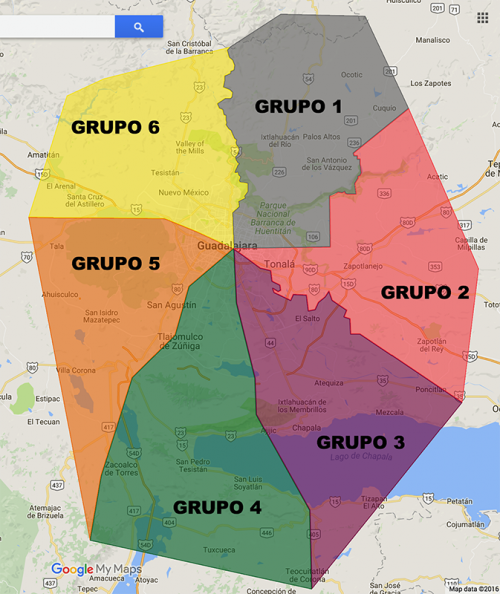 Huisculco
Manalisco
San Cristóbal
de la Barranca
Ocotic
Los Zapotes
Cuquio
GRUPO 1
GRUPO 6
Ixtlahuacán
del Río
Palos Altos
San Antonio
de los Vázquez
Amatitán
Valley of
the Mills
Tesistán
El Arenal
Nuevo México
Santa Cruz
del Astillero
Acatic
Parque
Nacional
Barranca de
Huentitán
Capilla de
Milpillas
Guadalajara
Tala
Tonalá
Zapotlanejo
GRUPO 5
GRUPO 2
Ahuisculco
San Agustín
San Isidro
Mazatepec
El Salto
Tototlán
Tlajomulco
de Zúñiga
Zapotlán
del Rey
Villa Corona
Atequiza
Poncitlán
Estipac
Ixtlahuacán de
los Membrillos
Mezcala
El Tecuan
Chapala
GRUPO 3
Lago de Chapala
Zacoalco
de Torres
San Pedro
Tesistán
San Luis
Soyatlán
Tizapan
El Alto
Petatán
Atemajac
de Brizuela
GRUPO 4
Cojumatlán
Tuxcueca
Google My Maps
Amacueca
Atoyac
Teocuitatlán
de Corona
San José
de Gracia
Tepec
Map data ©2016